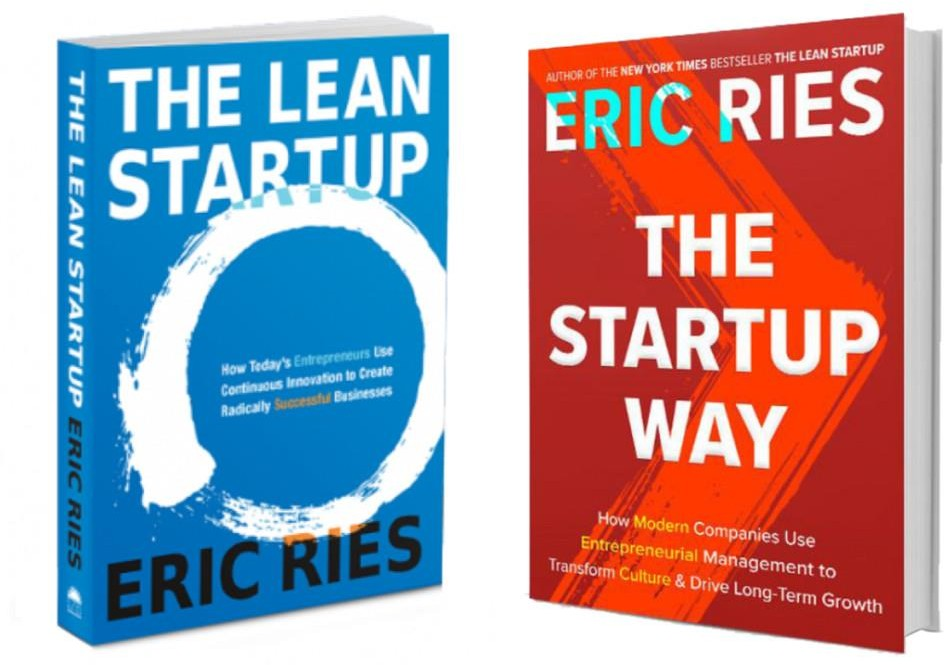 THE LEAN STARTUP ERIC RIES
THE LEAN
STARTUP
How Today's Entrepreneurs Use
Continuous Innovation to Create
Radically Successful Businesses
ERIC RIES
AUTHOR OF THE NEW YORK TIMES BESTSELLER THE LEAN STARTUP
ERIC RIES
THE
STARTUP
WAY
How Modern Companies Use
Entrepreneurial Management to
Transform Culture & Drive Long-Term Growth